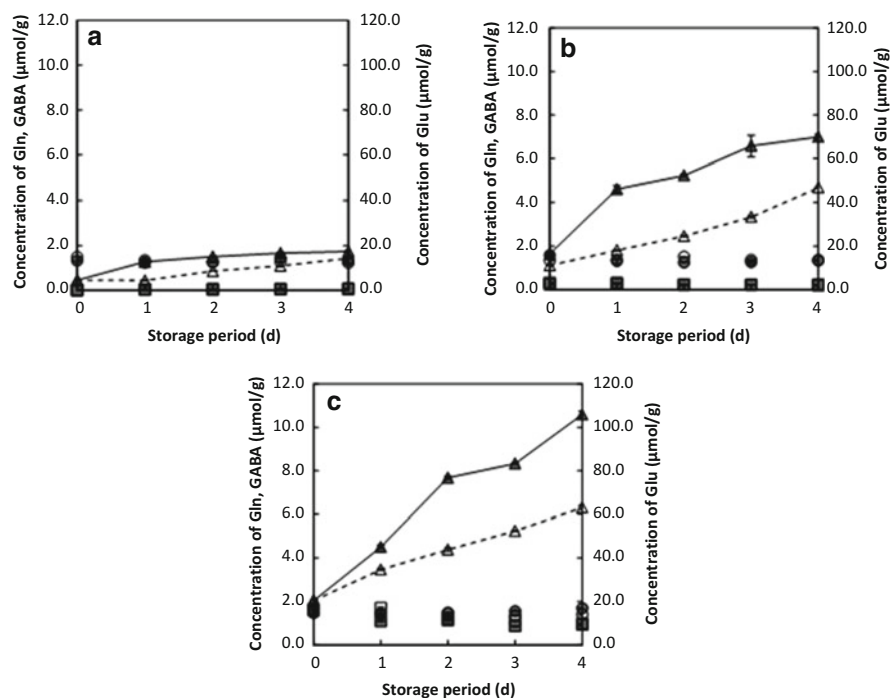 a
Concentration of Gln, GABA (μmol/g)
12.0
10.0
8.0
6.0
4.0
2.0
0.0
120.0
100.0
80.0
60.0
40.0
20.0
0.0
Concentration of Glu (μmol/g)
0 1 2 3 4
Storage period (d)
b
Concentration of Gln, GABA (μmol/g)
12.0
10.0
8.0
6.0
4.0
2.0
0.0
120.0
100.0
80.0
60.0
40.0
20.0
0.0
Concentration of Glu (μmol/g)
0 1 2 3 4
Storage period (d)
c
Concentration of Gln, GABA (μmol/g)
12.0
10.0
8.0
6.0
4.0
2.0
0.0
120.0
100.0
80.0
60.0
40.0
20.0
0.0
Concentration of Glu (μmol/g)
0 1 2 3 4
Storage period (d)